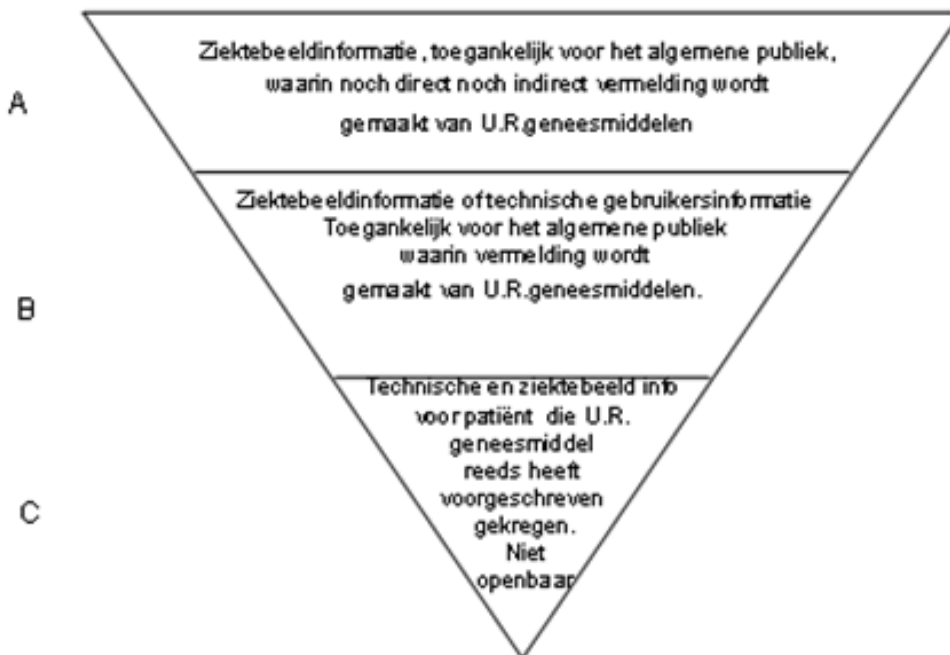 Ziektebeeldinformatie, toegankelijk voor het algemene publiek,
waarin noch direct noch indirect vermelding wordt
A
gemaakt van U.R.geneesmiddelen
Ziektebeeldinformatie of technische gebruikersinformatie
Toegankelijk voor het algemene publiek
waarin vermelding wordt
gemaakt van U.R.geneesmiddelen.
B
Technische en ziektebeeld info
voor patiënt die U.R.
geneesmiddel
reeds heeft
voorgeschreven
C
gekregen.
Niet
openbaar